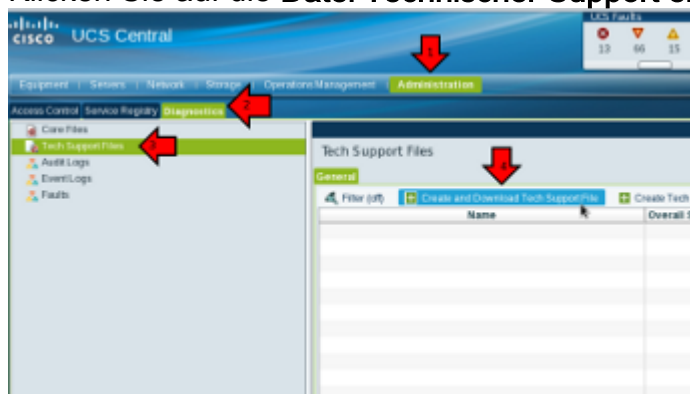 Klicken Sie auf die Datei Technischer Support
cisco UCS Central
UCS Faults
13 66 15
Equipment | Servers | Network | Storage | Operations Management | Administration
1
Access Control Service Registry Diagnostics
2
Core Files
Tech Support Files
3
Audit Logs
Event Logs
Faults
Tech Support Files
4
General
Filter (off) Create and Download Tech Support File Create Tech
Name Overall S